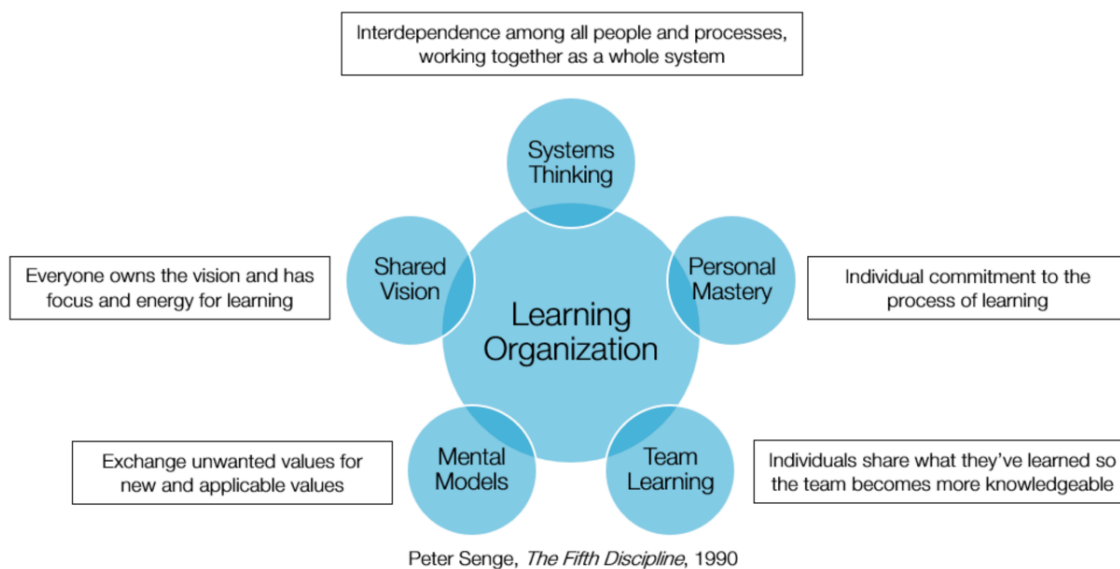 Interdependence among all people and processes,
working together as a whole system
Systems
Thinking
Shared
Vision
Personal
Mastery
Everyone owns the vision and has
focus and energy for learning
Individual commitment to the
process of learning
Learning
Organization
Mental
Models
Team
Learning
Exchange unwanted values for
new and applicable values
Individuals share what they've learned so
the team becomes more knowledgeable
Peter Senge, The Fifth Discipline, 1990